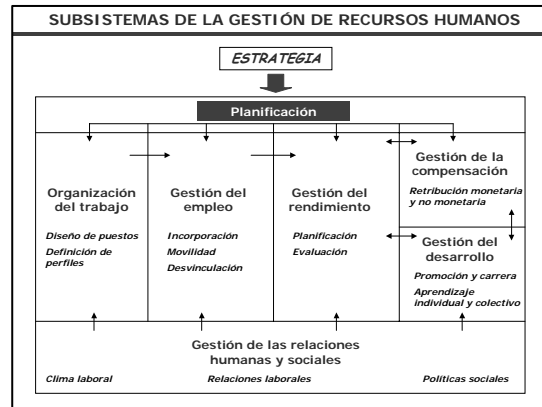 SUBSISTEMAS DE LA GESTIÓN DE RECURSOS HUMANOS
ESTRATEGIA
Planificación
Organización
del trabajo
Diseño de puestos
Definición de
perfiles
Gestión del
empleo
Incorporación
Movilidad
Desvinculación
Gestión del
rendimiento
Planificación
Evaluación
Gestión de la
compensación
Retribución monetaria
y no monetaria
Gestión del
desarrollo
Promoción y carrera
Aprendizaje
individual y colectivo
Gestión de las relaciones
humanas y sociales
Clima laboral
Relaciones laborales
Políticas sociales